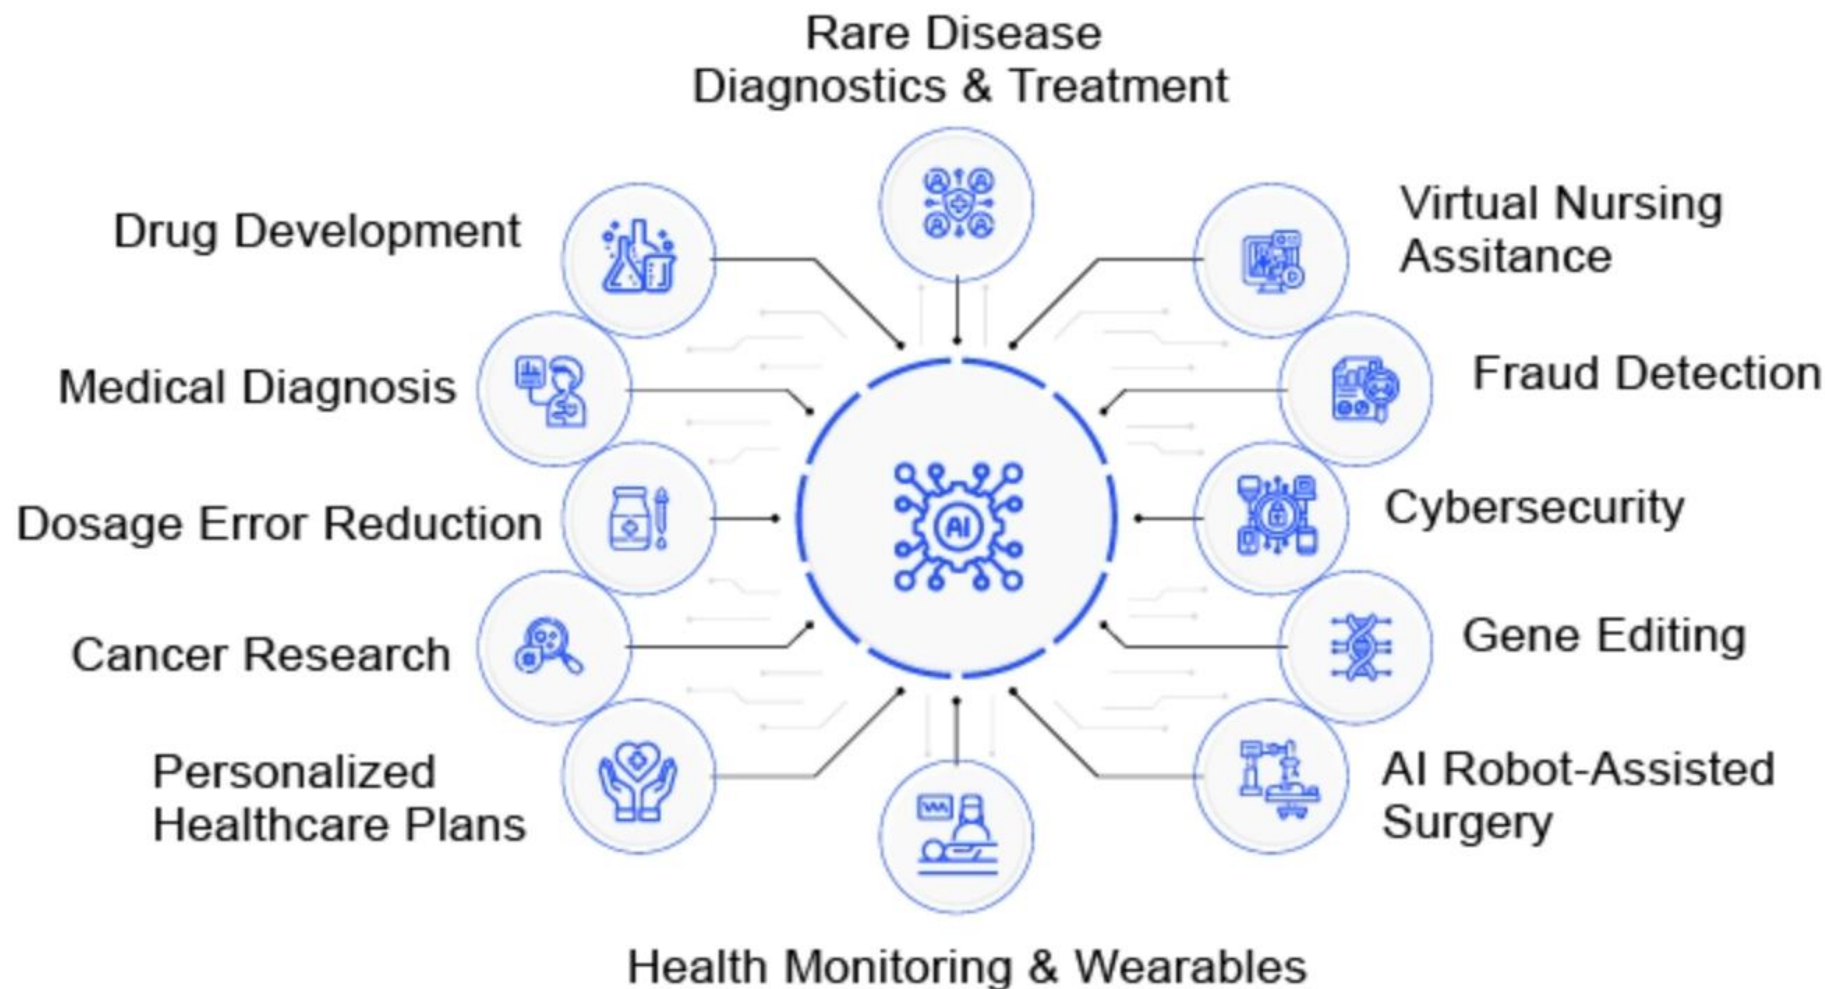 Rare Disease
Diagnostics & Treatment
Drug Development
Virtual Nursing
Assitance
Medical Diagnosis
Fraud Detection
Dosage Error Reduction
Cybersecurity
AI
Cancer Research
Gene Editing
Personalized
Healthcare Plans
AI Robot-Assisted
Surgery
Health Monitoring & Wearables